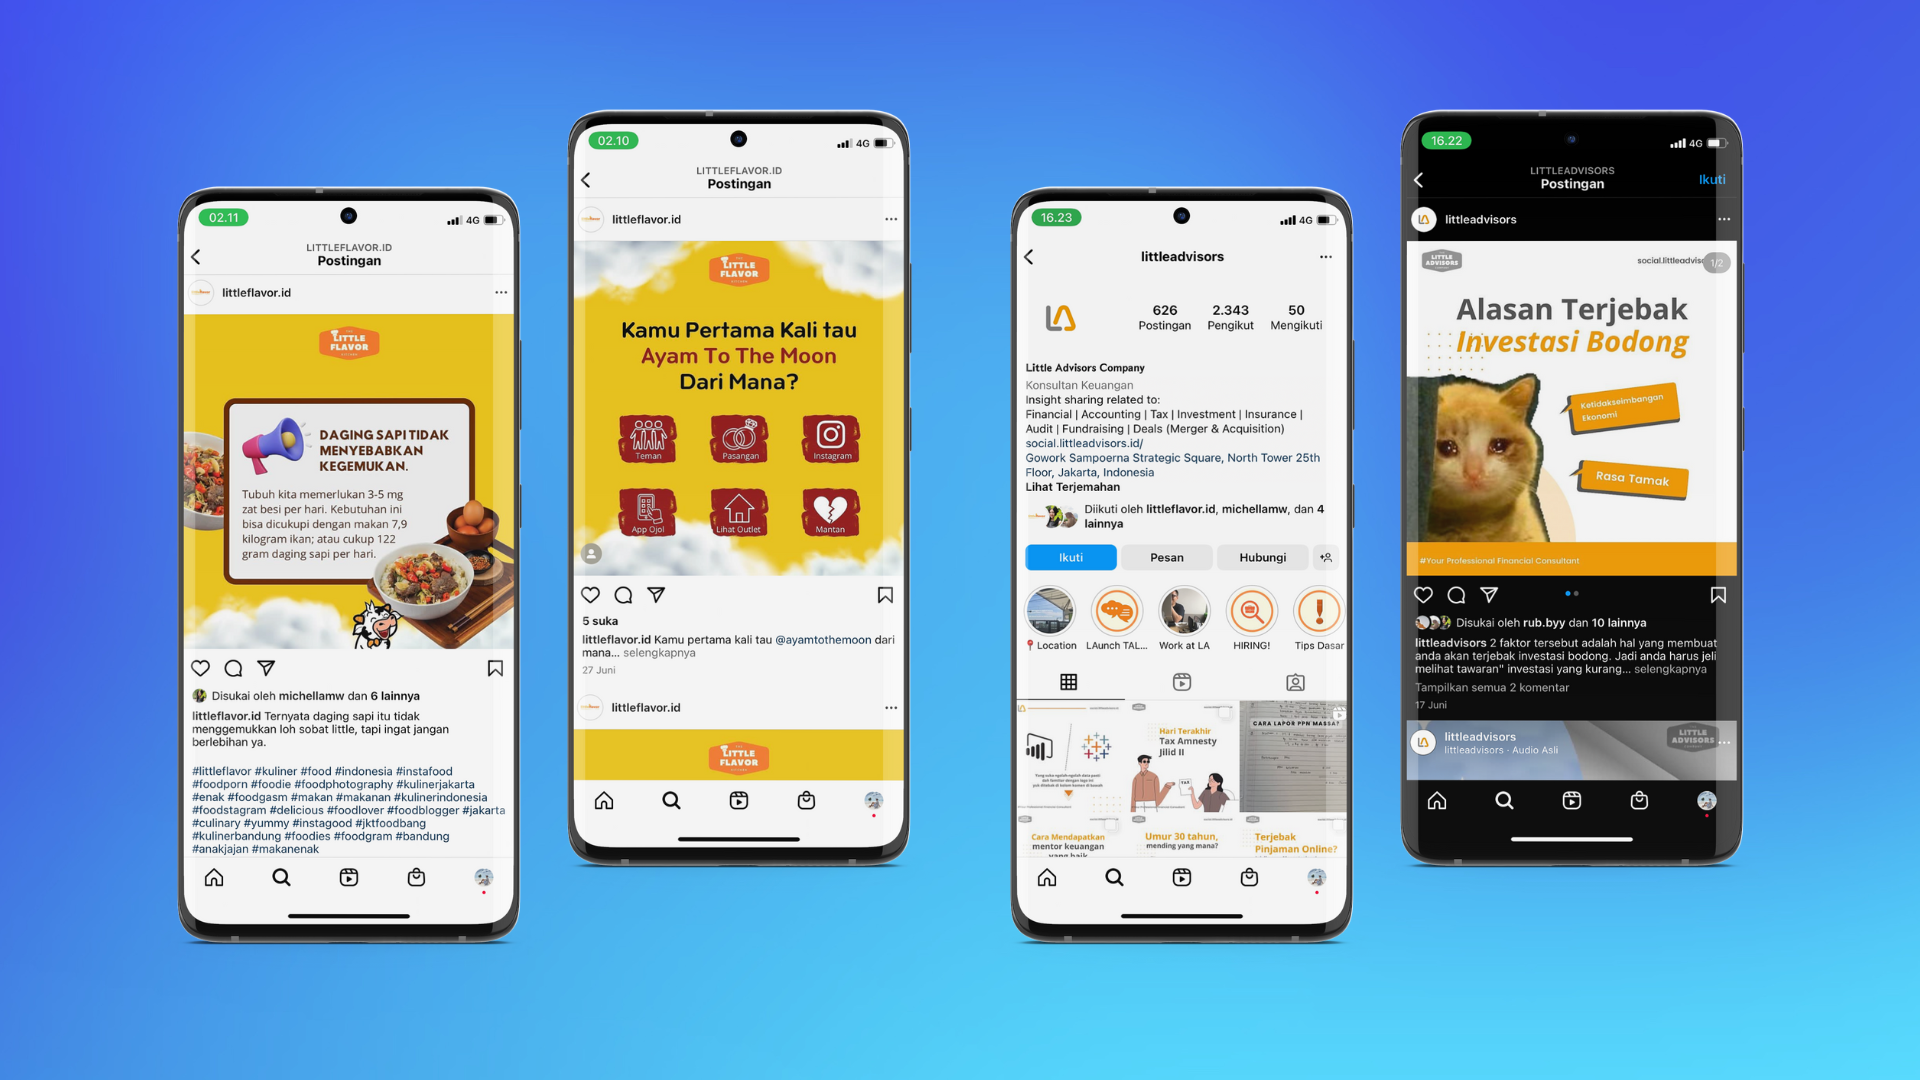 02.11
4G
LITTLEFLAVOR.ID
Postingan
littleflavor.id
LITTLE
FLAVOR
DAGING SAPI TIDAK
MENYEBABKAN
KEGEMUKAN.
Tubuh kita memerlukan 3-5 mg
zat besi per hari. Kebutuhan ini
bisa dicukupi dengan makan 7,9
kilogram ikan; atau cukup 122
gram daging sapi per hari.
Disukai oleh michellamw dan 6 lainnya
littleflavor.id Ternyata daging sapi itu tidak
menggemukkan loh sobat little, tapi ingat jangan
berlebihan ya.
#littleflavor #kuliner #food #indonesia #instafood
#foodporn #foodie #foodphotography #kulinerjakarta
#enak #foodgasm #makan #makanan #kulinerindonesia
#foodstagram #delicious #foodlover #foodblogger #jakarta
#culinary #yummy #instagood #jktfoodbang
#kulinerbandung #foodies #foodgram #bandung
#anakjajan #makanenak
02.10
4G
LITTLEFLAVOR.ID
Postingan
littleflavor.id
LITTLE
FLAVOR
Kamu Pertama Kali tau
Ayam To The Moon
Dari Mana?
Teman Pasangan Instagram
App Ojol Lihat Outlet Mantan
5 suka
littleflavor.id Kamu pertama kali tau @ayamtothemoon dari
mana... selengkapnya
27 Juni
littleflavor.id
LITTLE
FLAVOR
16.23
4G
littleadvisors
LA
626 2.343 50
Postingan Pengikut Mengikuti
Little Advisors Company
Konsultan Keuangan
Insight sharing related to:
Financial | Accounting | Tax | Investment | Insurance |
Audit | Fundraising | Deals (Merger & Acquisition)
social.littleadvisors.id/
Gowork Sampoerna Strategic Square, North Tower 25th
Floor, Jakarta, Indonesia
Lihat Terjemahan
Diikuti oleh littleflavor.id, michellamw, dan 4
lainnya
Ikuti Pesan Hubungi
Location LAunch TAL... Work at LA HIRING! Tips Dasar
Hari Terakhir
Tax Amnesty
Jilid II
TAX
CARA LAPOR PPN MASSA?
Cara Mendapatkan
mentor keuangan
yang baik
Umur 30 tahun,
mending yang mana?
Terjebak
Pinjaman Online?
16.22
4G
LITTLEADVISORS
Postingan
Ikuti
littleadvisors
LITTLE
ADVISORS
social.littleadvis
1/2
Alasan Terjebak
Investasi Bodong
Ketidakseimbangan
Ekonomi
Rasa Tamak
#Your Professional Financial Consultant
Disukai oleh rub.byy dan 10 lainnya
littleadvisors 2 faktor tersebut adalah hal yang membuat
anda akan terjebak investasi bodong. Jadi anda harus jeli
melihat tawaran" investasi yang kurang... selengkapnya
Tampilkan semua 2 komentar
17 Juni
littleadvisors
littleadvisors · Audio Asli
LITTLE
ADVISORS